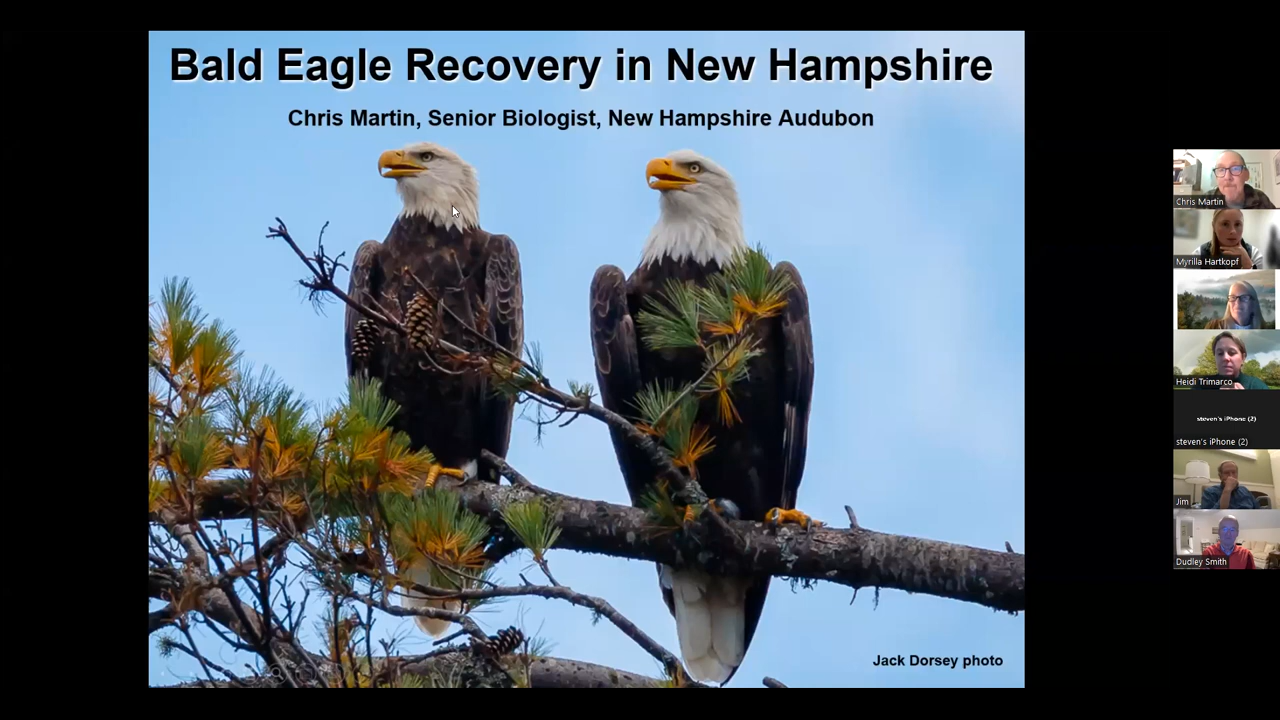 Bald Eagle Recovery in New Hampshire
Chris Martin, Senior Biologist, New Hampshire Audubon
Jack Dorsey photo
Chris Martin
Myrilla Hartkopf
Heidi Trimarco
steven's iPhone (2)
steven's iPhone (2)
Jim
Dudley Smith